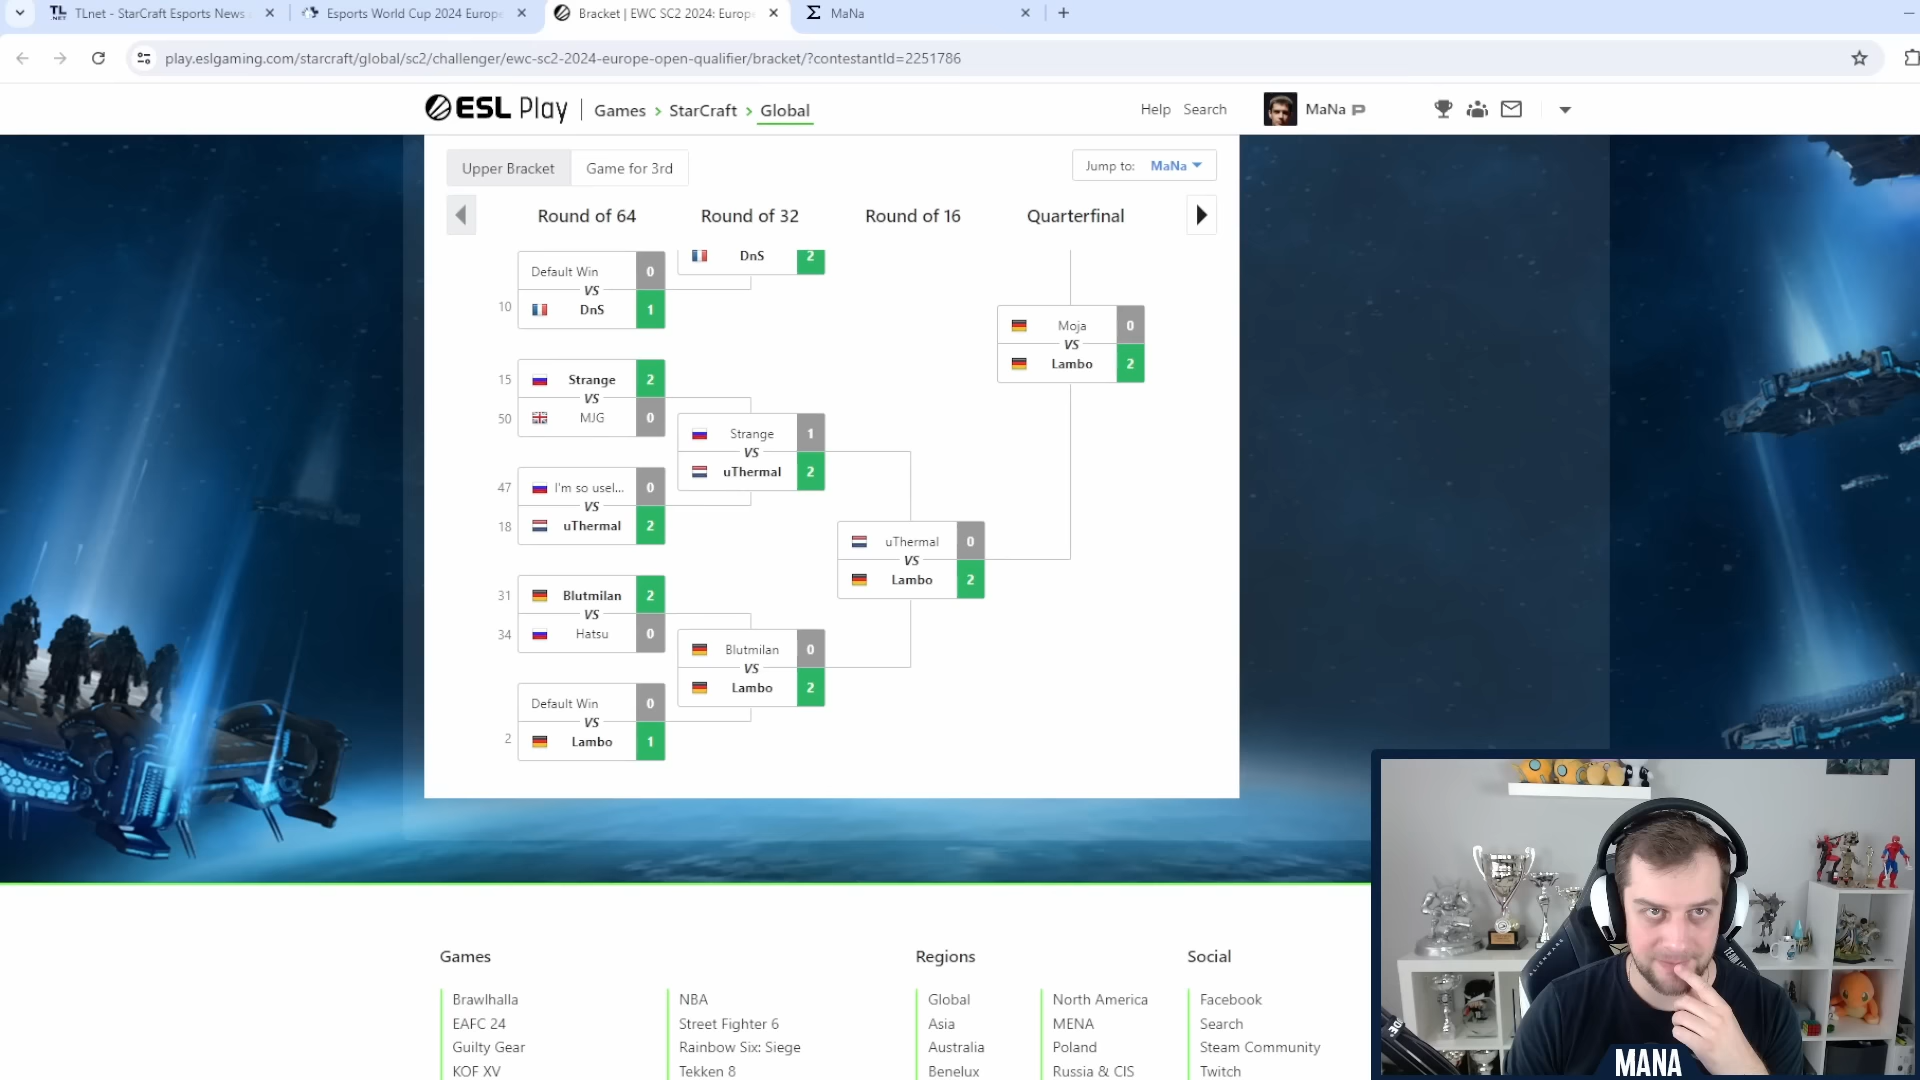 TL .NET TLnet - StarCraft Esports News
Esports World Cup 2024 Europe
Bracket | EWC SC2 2024: Europ
MaNa
play.eslgaming.com/starcraft/global/sc2/challenger/ewc-sc2-2024-europe-open-qualifier/bracket/?contestantId=2251786
ESL Play
Games > StarCraft > Global
Help Search
MaNa
Upper Bracket
Game for 3rd
Jump to: MaNa
Round of 64
Round of 32
Round of 16
Quarterfinal
Default Win 0
VS
10 DnS 1
DnS 2
15 Strange 2
VS
50 MJG 0
47 I'm so usel... 0
VS
18 uThermal 2
31 Blutmilan 2
VS
34 Hatsu 0
Default Win 0
VS
2 Lambo 1
Strange 1
VS
uThermal 2
Blutmilan 0
VS
Lambo 2
uThermal 0
VS
Lambo 2
Moja 0
VS
Lambo 2
Games
Brawlhalla
EAFC 24
Guilty Gear
KOF XV
NBA
Street Fighter 6
Rainbow Six: Siege
Tekken 8
Regions
Global
Asia
Australia
Benelux
North America
MENA
Poland
Russia & CIS
Social
Facebook
Search
Steam Community
Twitch
ALIENWARE
MANA